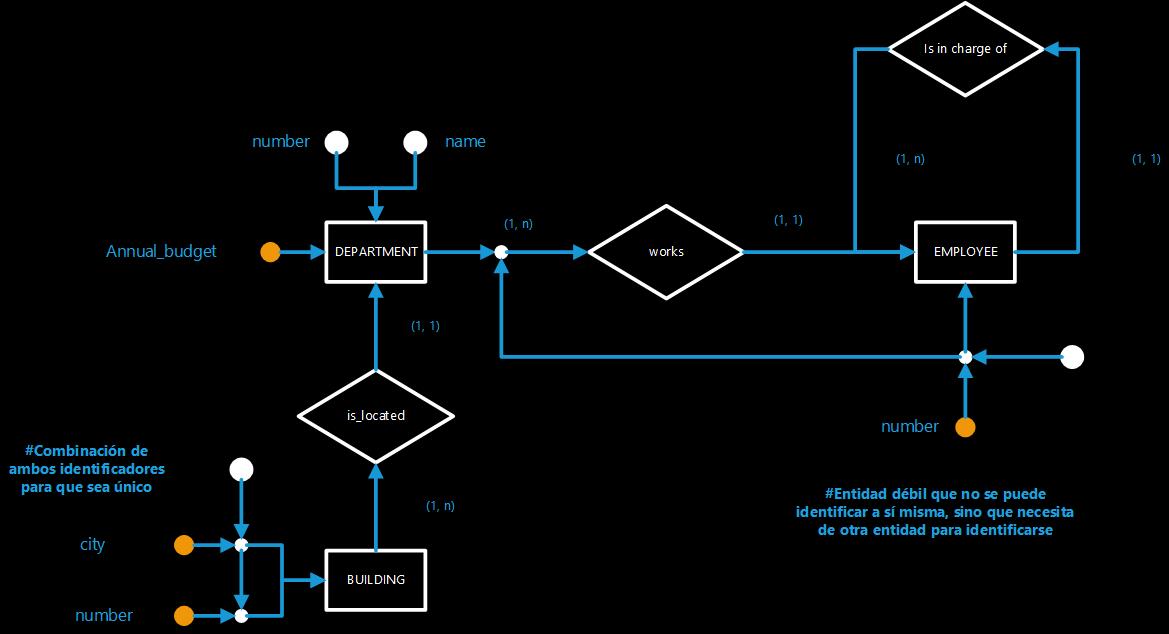 Is in charge of
number
name
(1, n)
(1, 1)
(1, n)
(1, 1)
Annual_budget
DEPARTMENT
works
EMPLOYEE
(1, 1)
is_located
number
#Combinación de
ambos identificadores
para que sea único
#Entidad débil que no se puede
identificar a sí misma, sino que necesita
de otra entidad para identificarse
(1, n)
city
BUILDING
number